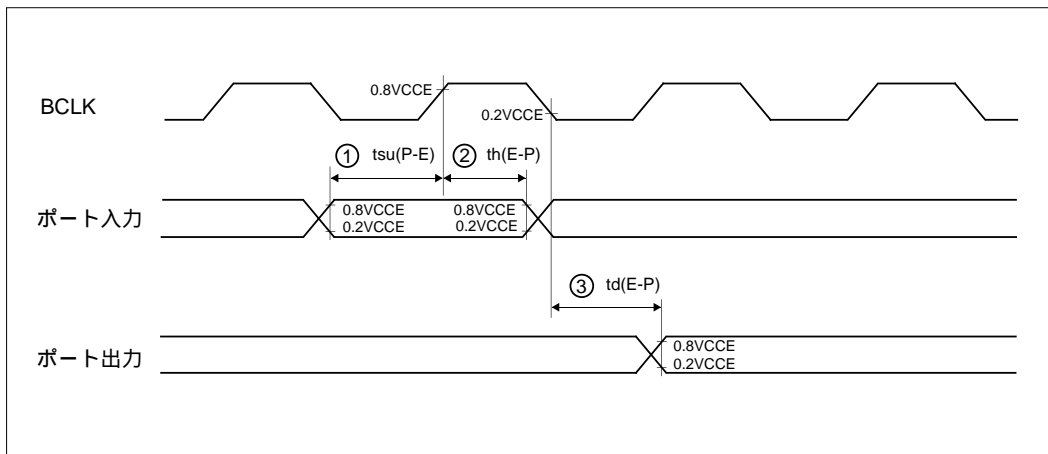 BCLK
0.8VCCE
0.2VCCE
① tsu(P-E)
② th(E-P)
ポート入力
0.8VCCE
0.8VCCE
0.2VCCE
0.2VCCE
③ td(E-P)
ポート出力
0.8VCCE
0.2VCCE